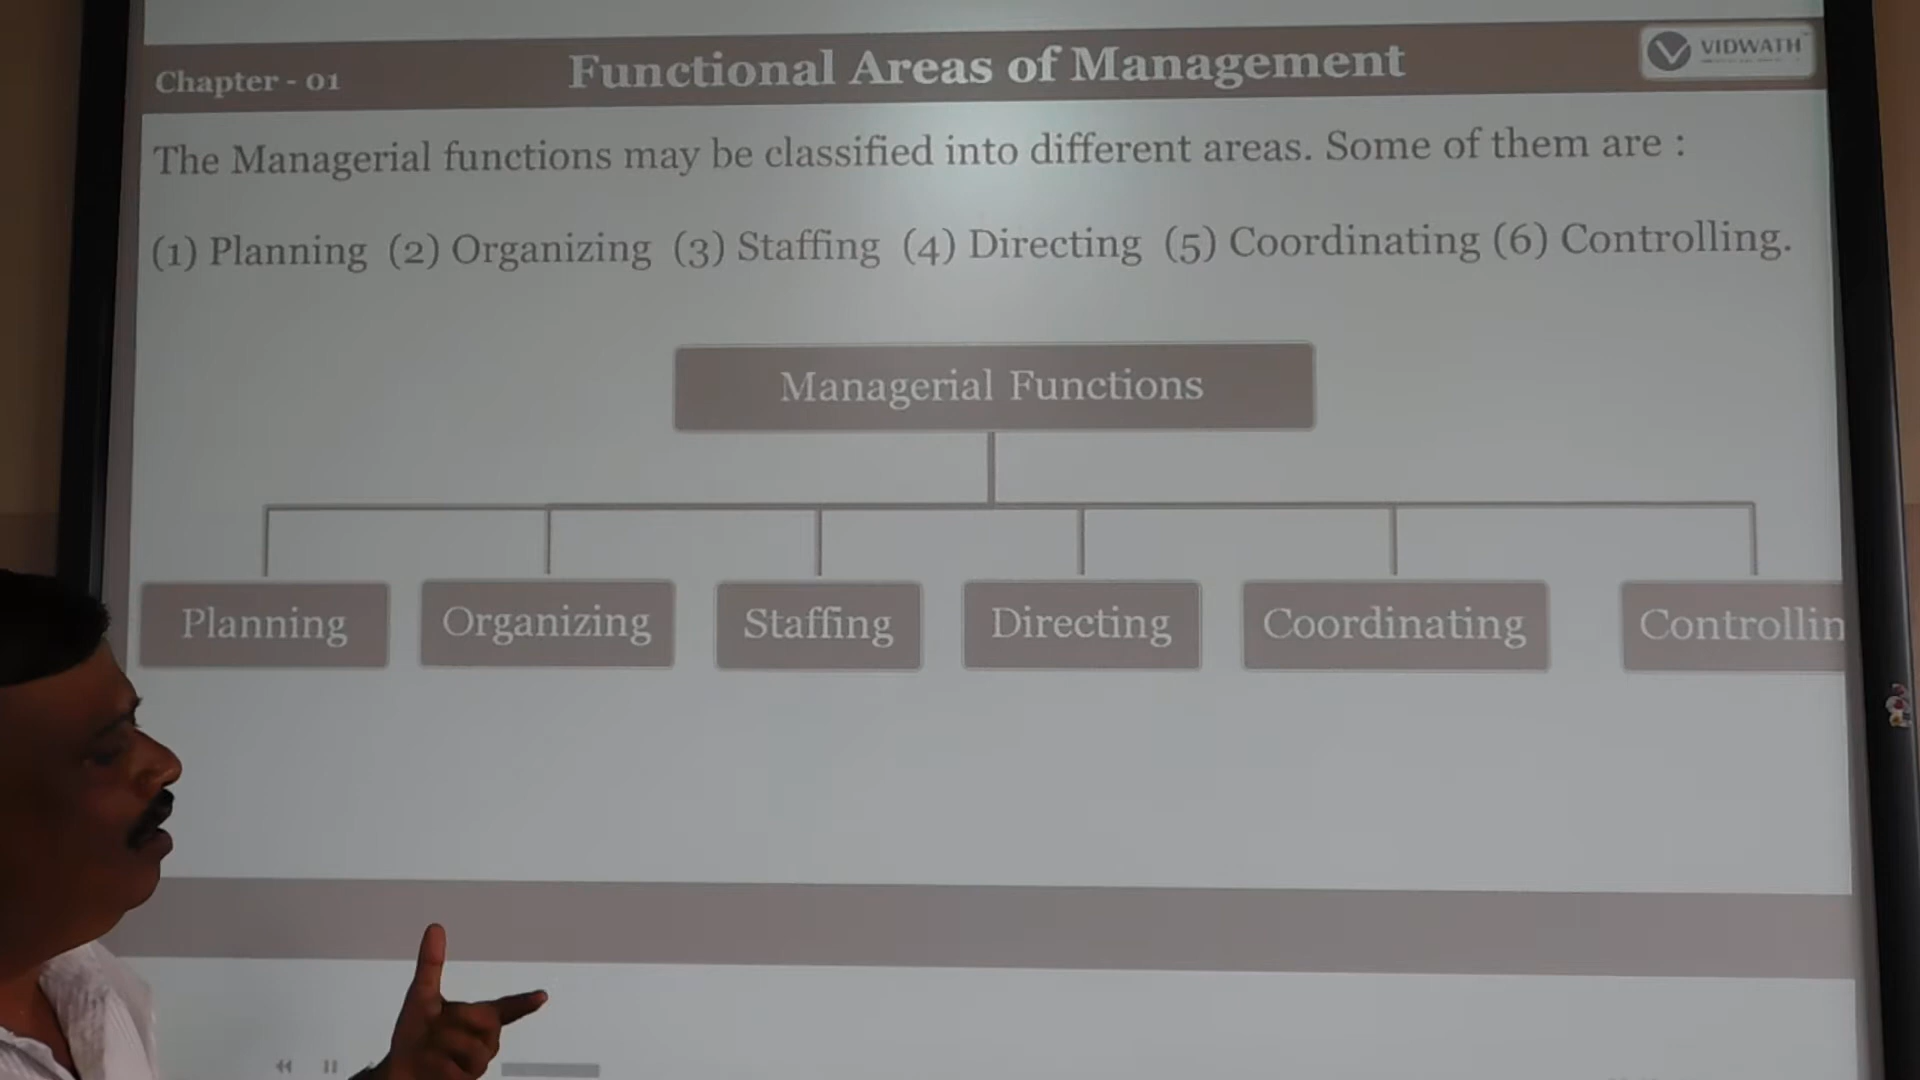 Chapter - 01
Functional Areas of Management
VIDWATH
The Managerial functions may be classified into different areas. Some of them are :
(1) Planning (2) Organizing (3) Staffing (4) Directing (5) Coordinating (6) Controlling.
Managerial Functions
Planning
Organizing
Staffing
Directing
Coordinating
Controllin